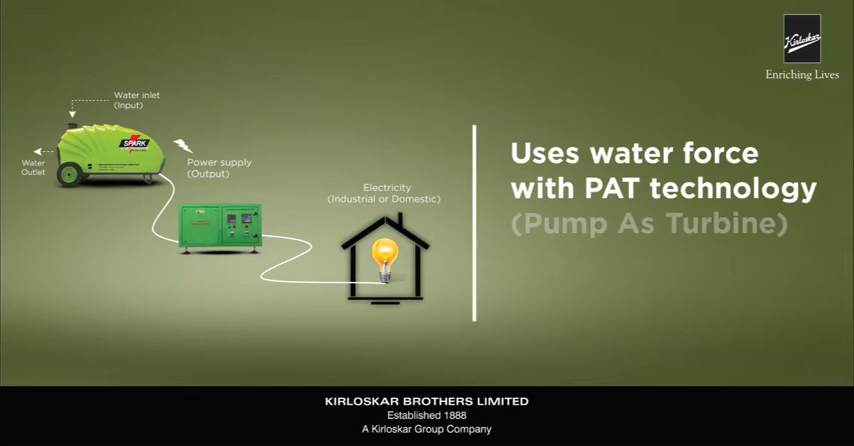 Kirloskar
Enriching Lives
Water inlet
(Input)
SPARK
Water
Outlet
Power supply
(Output)
Electricity
(Industrial or Domestic)
Uses water force
with PAT technology
(Pump As Turbine)
KIRLOSKAR BROTHERS LIMITED
Established 1888
A Kirloskar Group Company